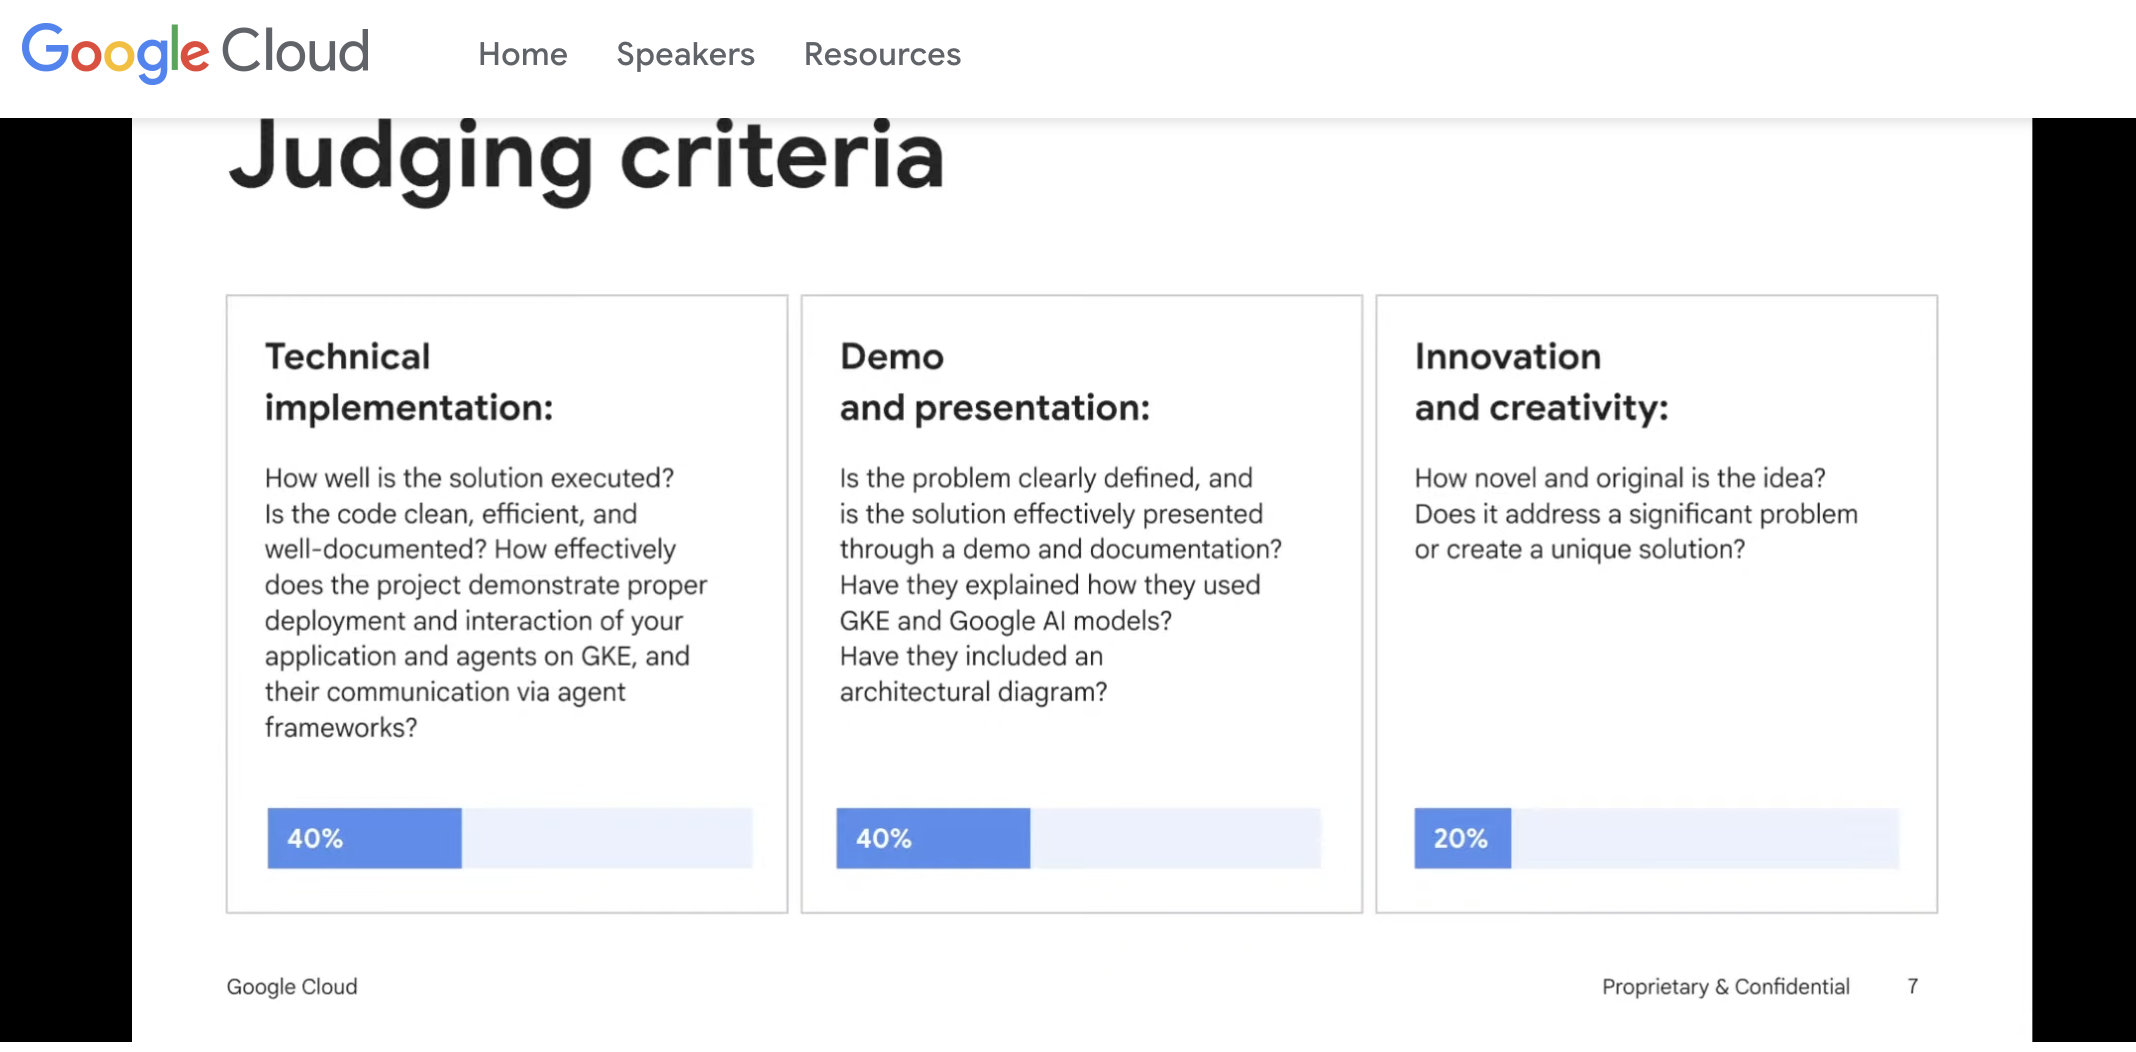 Google Cloud
Home
Speakers
Resources
Judging criteria
Technical
implementation:
How well is the solution executed?
Is the code clean, efficient, and
well-documented? How effectively
does the project demonstrate proper
deployment and interaction of your
application and agents on GKE, and
their communication via agent
frameworks?
40%
Demo
and presentation:
Is the problem clearly defined, and
is the solution effectively presented
through a demo and documentation?
Have they explained how they used
GKE and Google AI models?
Have they included an
architectural diagram?
40%
Innovation
and creativity:
How novel and original is the idea?
Does it address a significant problem
or create a unique solution?
20%
Google Cloud
Proprietary & Confidential
7